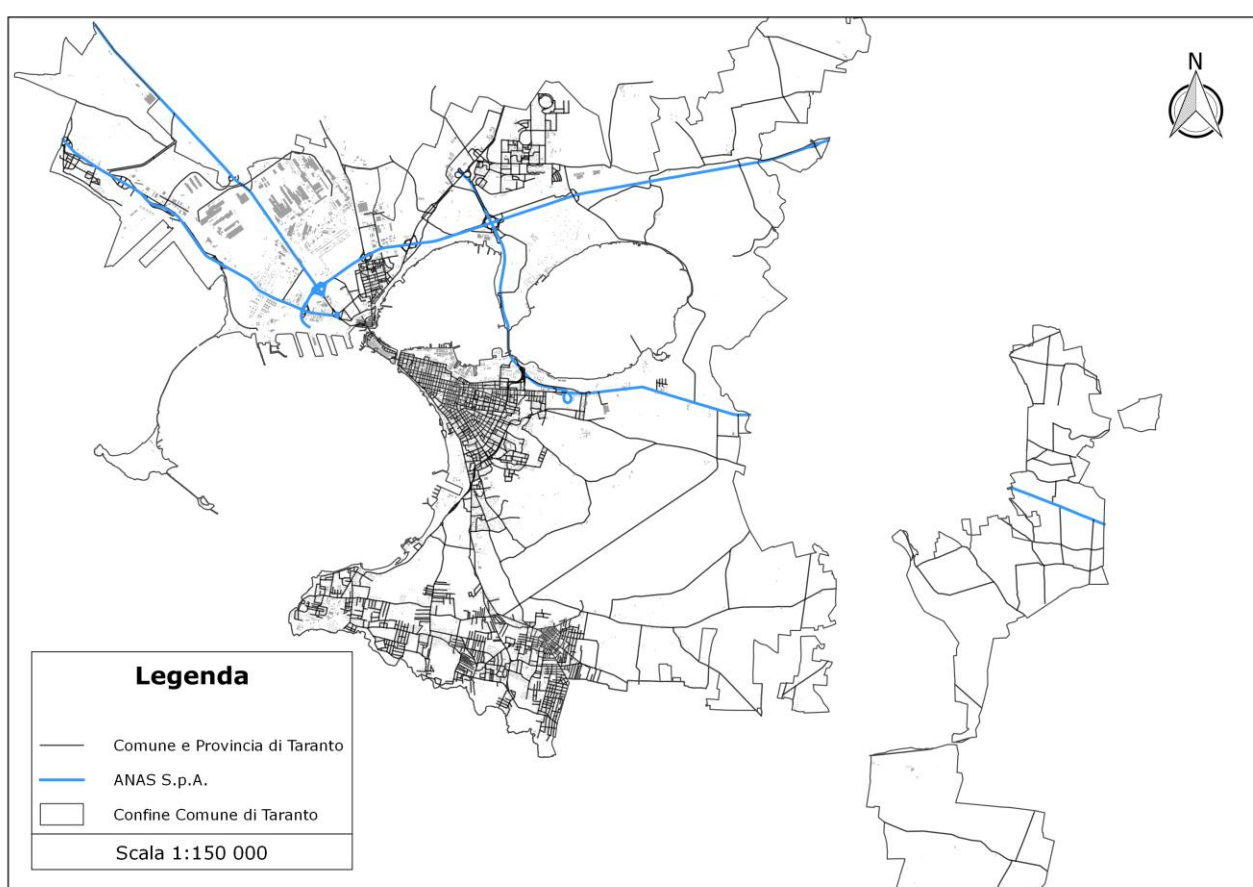 N
Legenda
Comune e Provincia di Taranto
ANAS S.p.A.
Confine Comune di Taranto
Scala 1:150 000